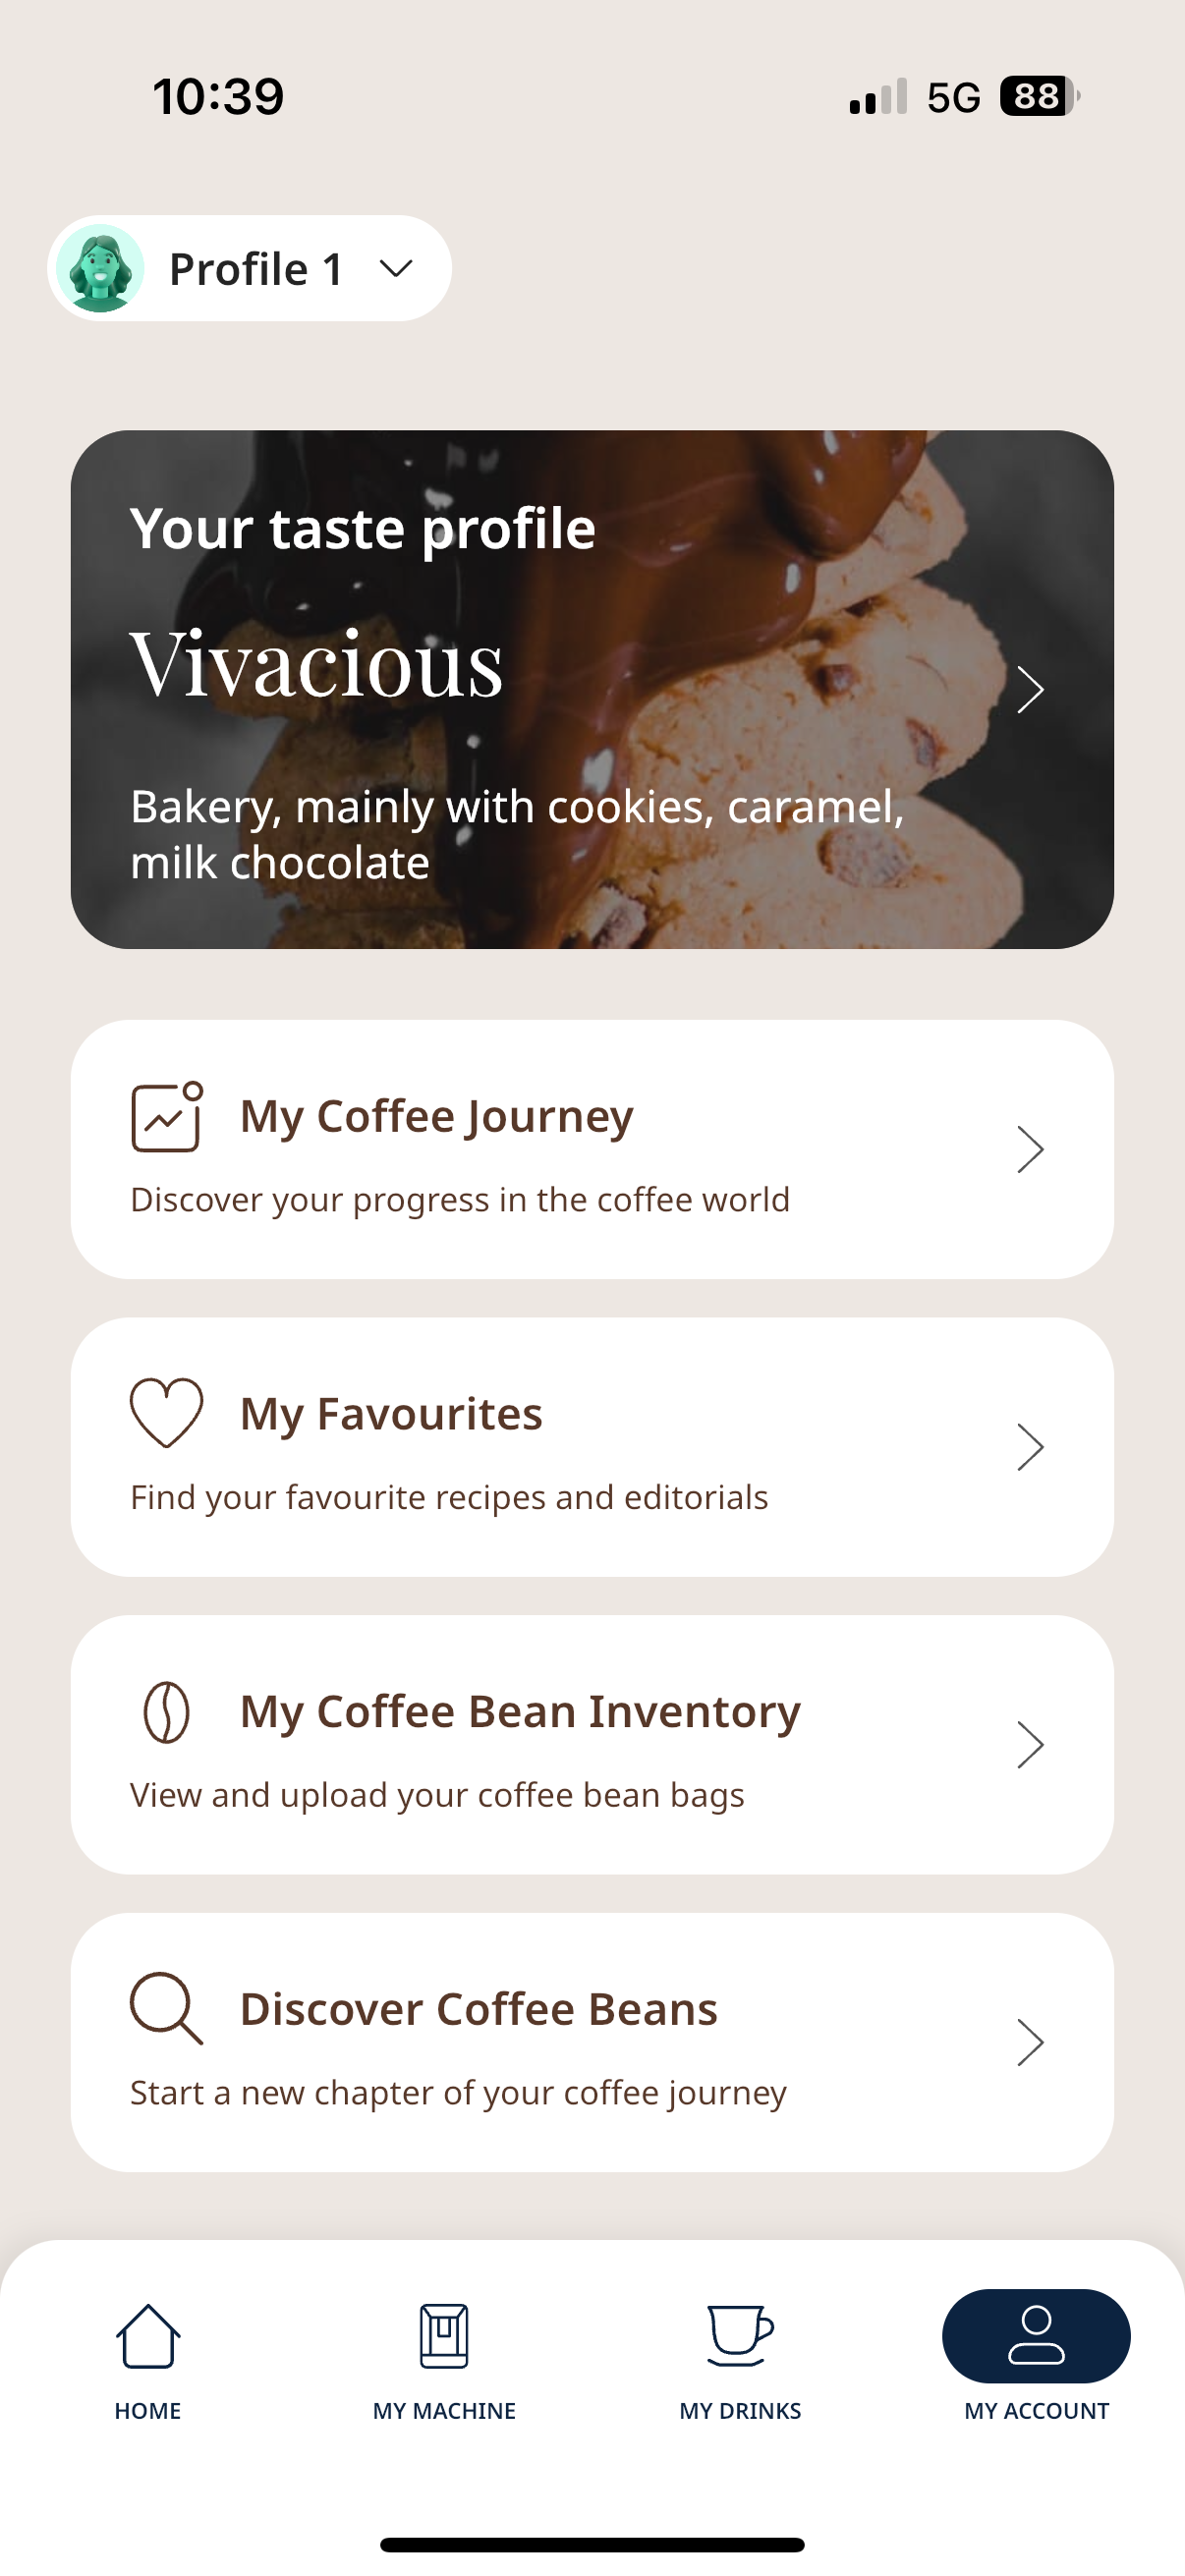 10:39
5G
88
Profile 1
Your taste profile
Vivacious
Bakery, mainly with cookies, caramel,
milk chocolate
My Coffee Journey
Discover your progress in the coffee world
My Favourites
Find your favourite recipes and editorials
My Coffee Bean Inventory
View and upload your coffee bean bags
Discover Coffee Beans
Start a new chapter of your coffee journey
HOME
MY MACHINE
MY DRINKS
MY ACCOUNT